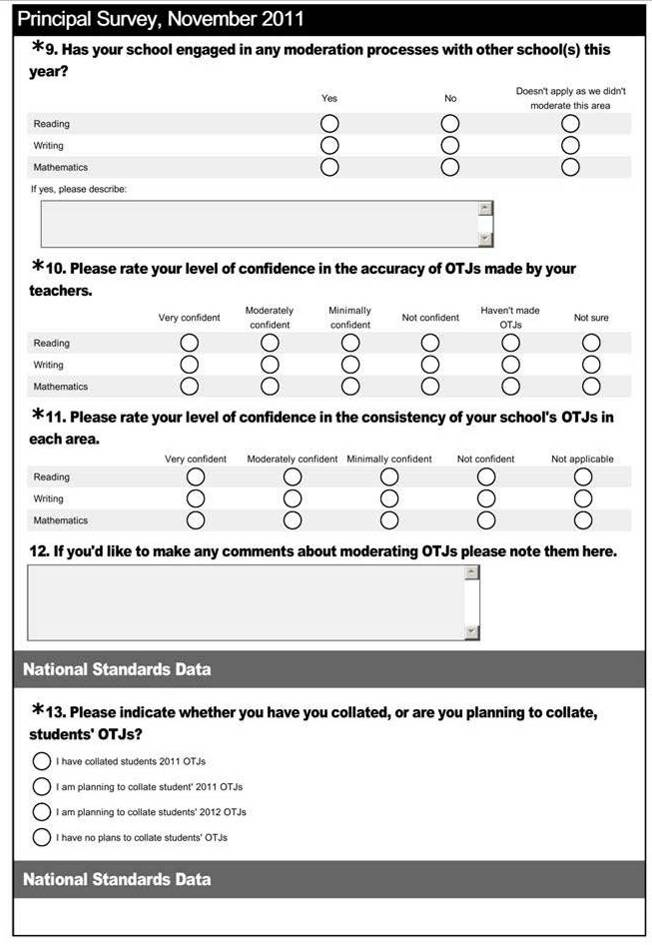 Principal Survey, November 2011
*9. Has your school engaged in any moderation processes with other school(s) this
year?
Yes No Doesn't apply as we didn't
moderate this area
Reading
Writing
Mathematics
If yes, please describe:
*10. Please rate your level of confidence in the accuracy of OTJs made by your
teachers.
Very confident Moderately
confident Minimally
confident Not confident Haven't made
OTJs Not sure
Reading
Writing
Mathematics
*11. Please rate your level of confidence in the consistency of your school's OTJs in
each area.
Very confident Moderately confident Minimally confident Not confident Not applicable
Reading
Writing
Mathematics
12. If you'd like to make any comments about moderating OTJs please note them here.
National Standards Data
*13. Please indicate whether you have you collated, or are you planning to collate,
students' OTJs?
I have collated students 2011 OTJs
I am planning to collate student' 2011 OTJs
I am planning to collate students' 2012 OTJs
I have no plans to collate students' OTJs
National Standards Data